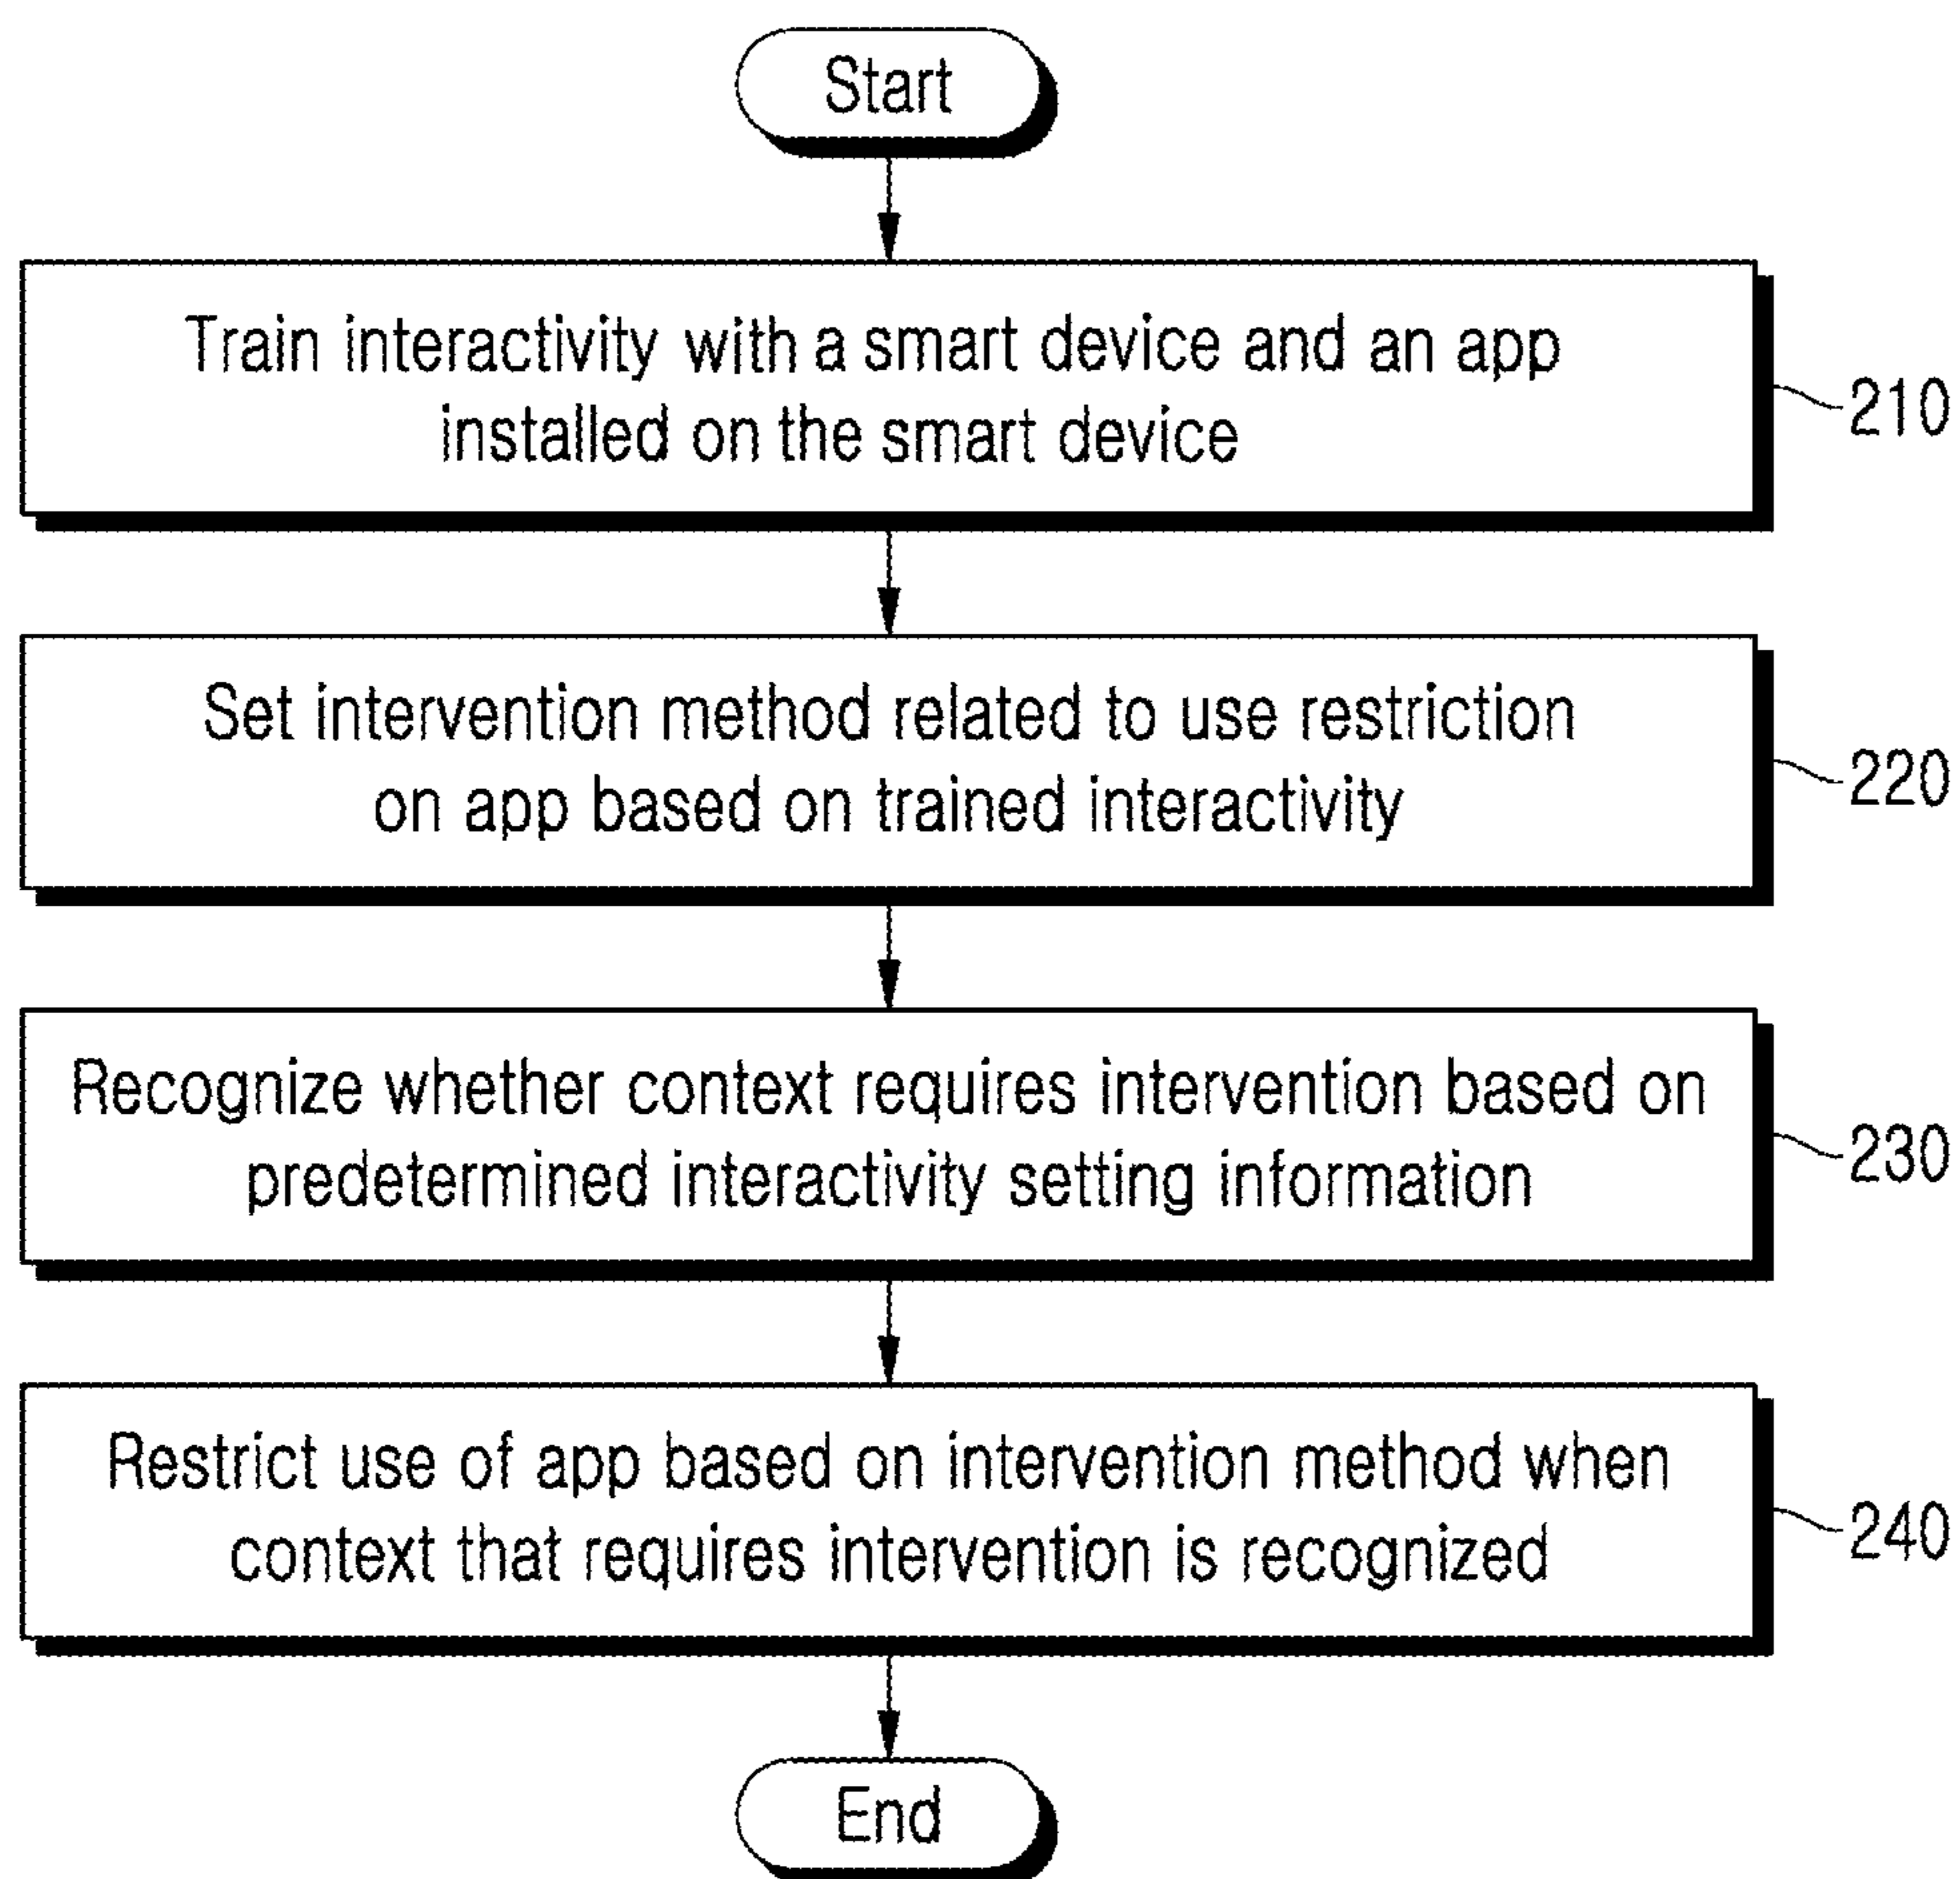 Start
Train interactivity with a smart device and an app
installed on the smart device
210
Set intervention method related to use restriction
on app based on trained interactivity
220
Recognize whether context requires intervention based on
predetermined interactivity setting information
230
Restrict use of app based on intervention method when
context that requires intervention is recognized
240
End